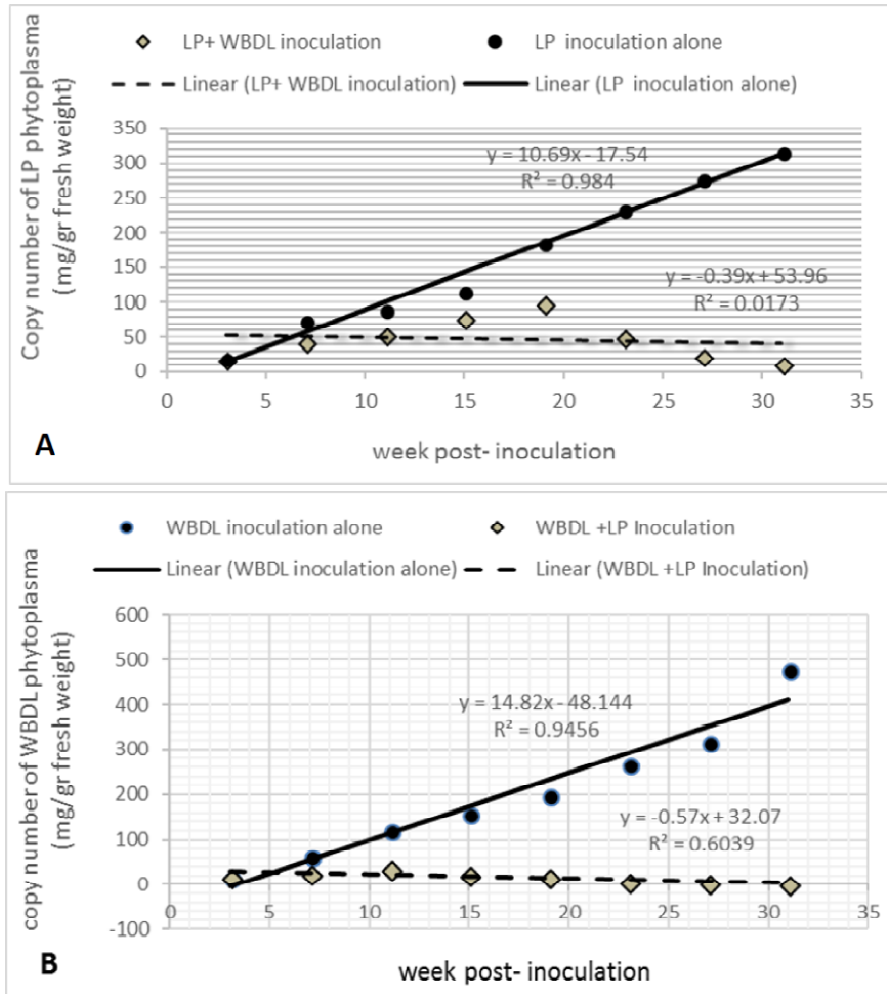 LP+ WBDL inoculation
LP inoculation alone
Linear (LP+ WBDL inoculation)
Linear (LP inoculation alone)
Copy number of LP phytoplasma
(mg/gr fresh weight)
350
300
250
200
150
100
50
0
y = 10.69x - 17.54
R² = 0.984
y = -0.39x + 53.96
R² = 0.0173
0 5 10 15 20 25 30 35
week post- inoculation
A
WBDL inoculation alone
WBDL +LP Inoculation
Linear (WBDL inoculation alone)
Linear (WBDL +LP Inoculation)
copy number of WBDL phytoplasma
(mg/gr fresh weight)
600
500
400
300
200
100
0
-100
y = 14.82x - 48.144
R² = 0.9456
y = -0.57x + 32.07
R² = 0.6039
0 5 10 15 20 25 30 35
week post- inoculation
B